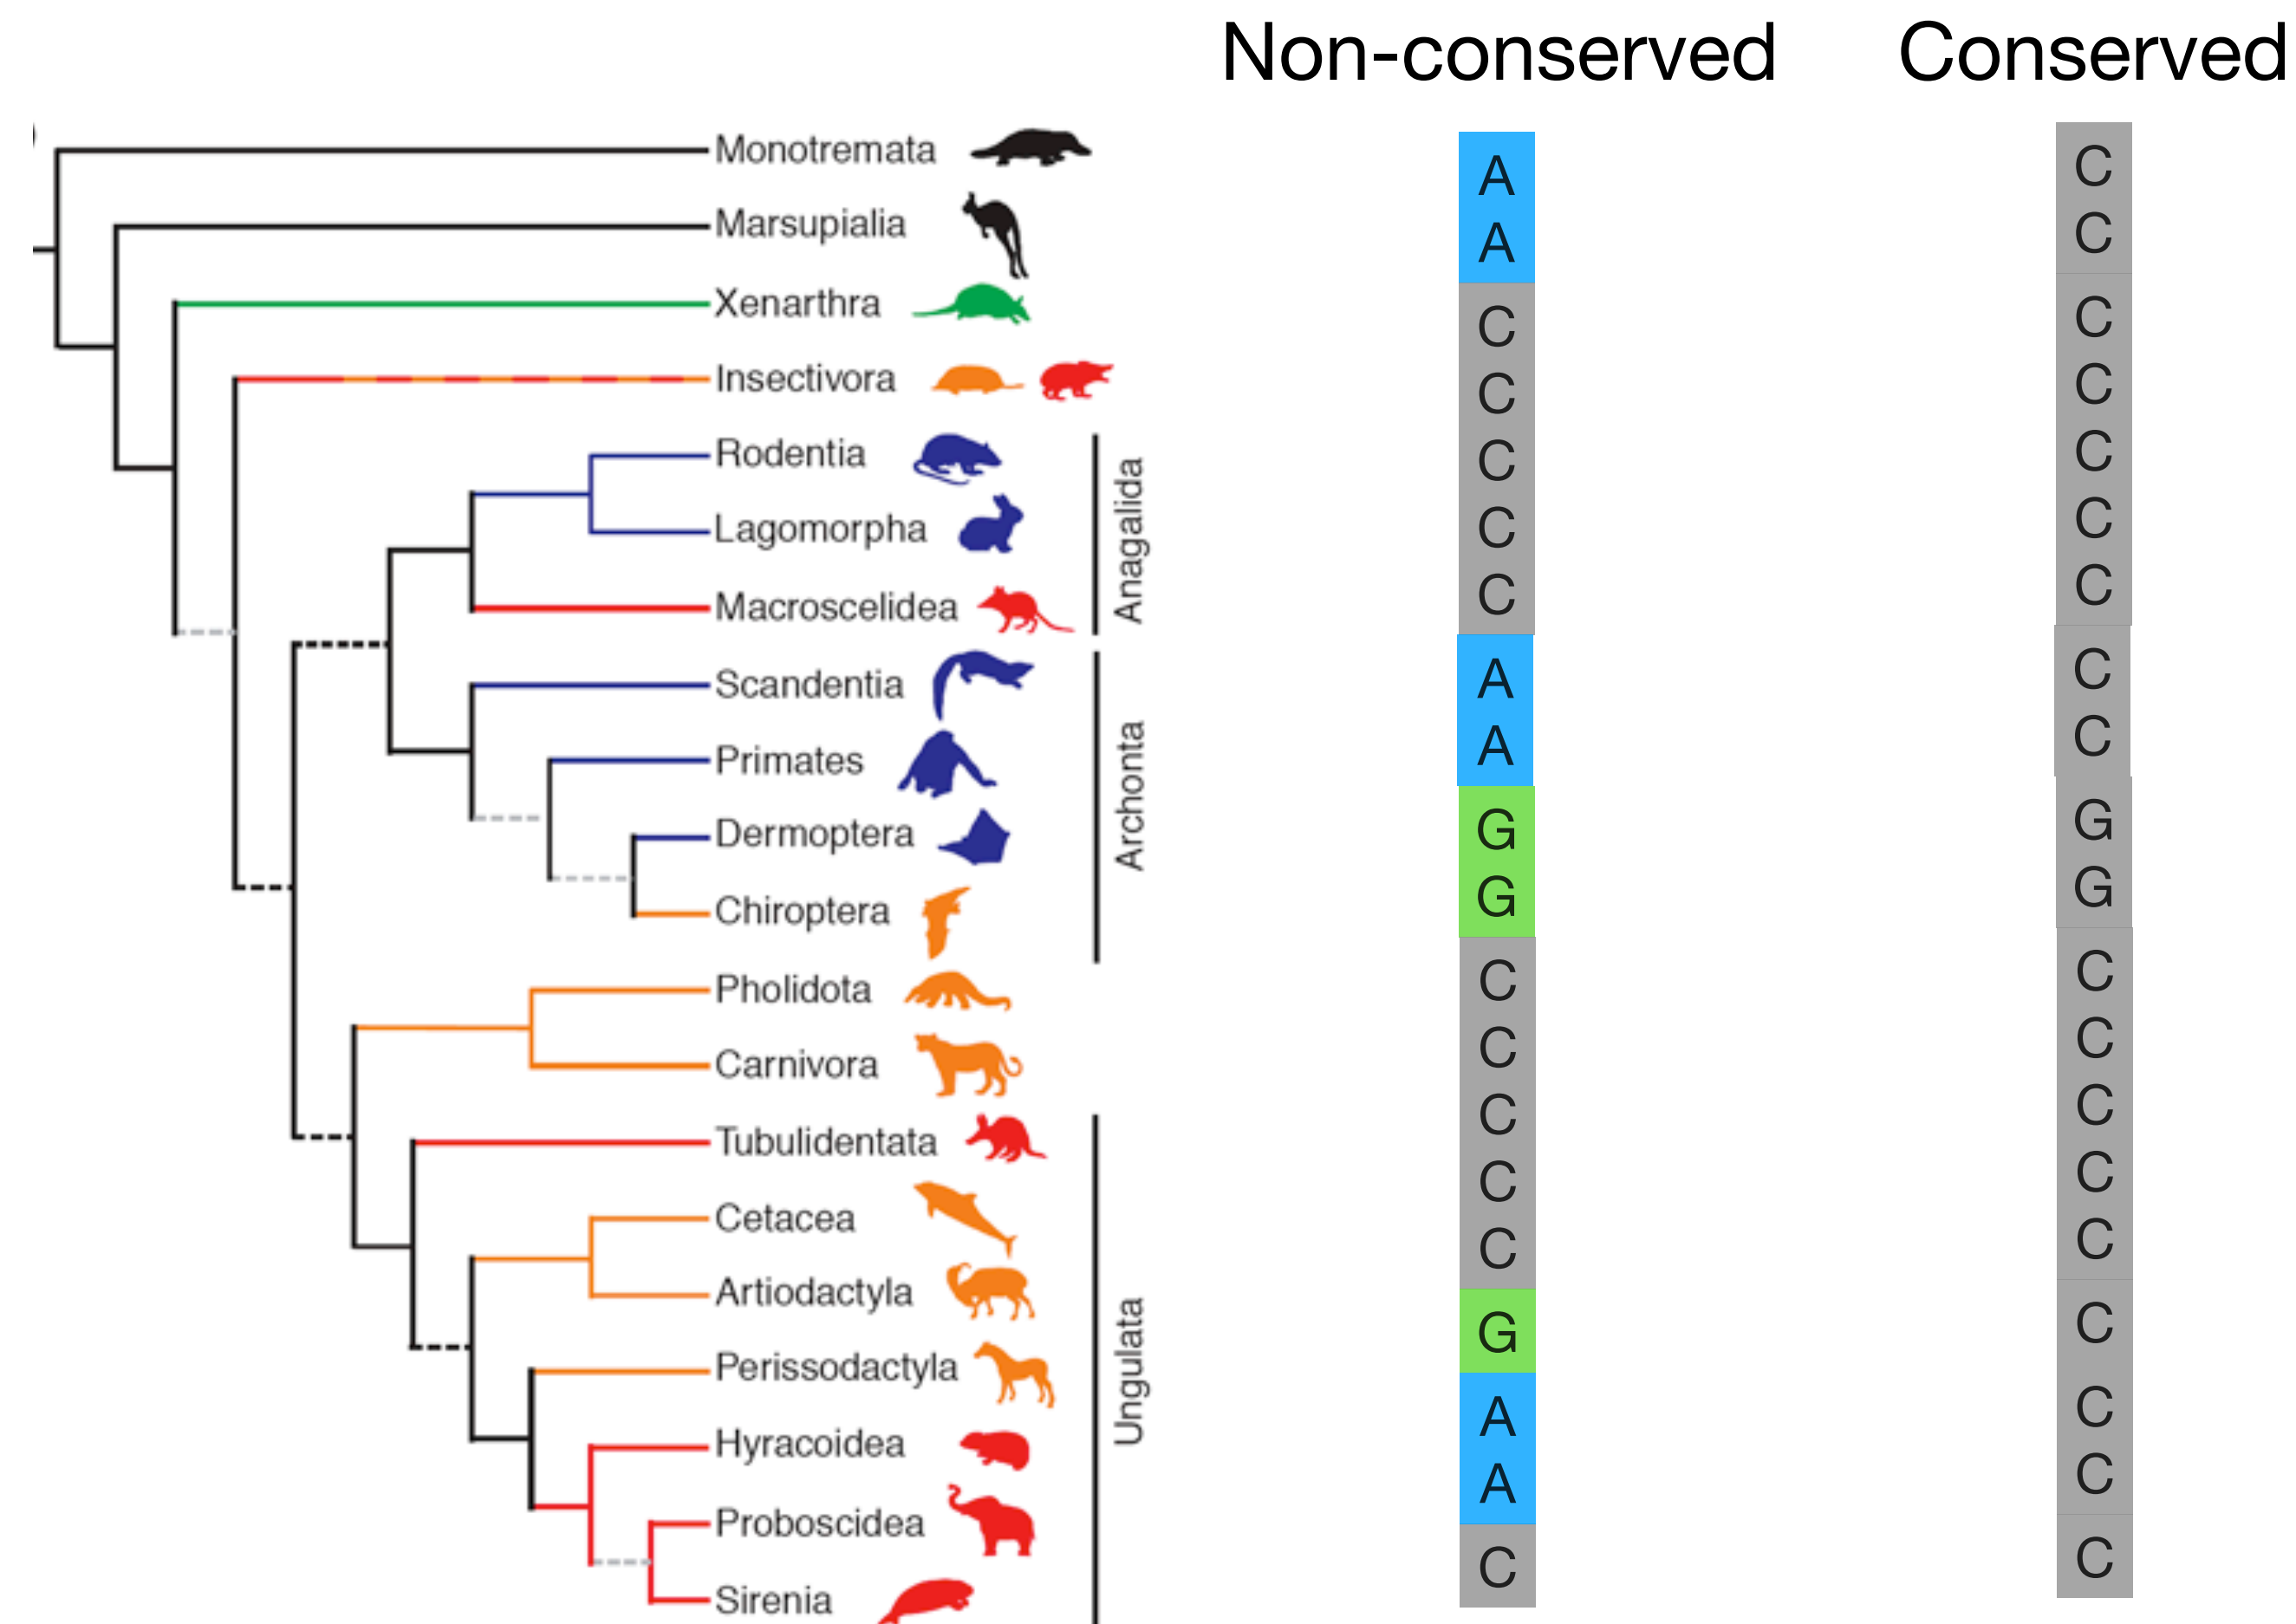 Non-conserved Conserved
Monotremata A C
Marsupialia A C
Xenarthra C C
Insectivora C C
Rodentia C C
Lagomorpha C C
Macroscelidea C C
Anagalida
Scandentia A C
Primates A C
Dermoptera G G
Chiroptera G G
Archonta
Pholidota C C
Carnivora C C
Tubulidentata C C
Cetacea C C
Artiodactyla C C
Perissodactyla G C
Hyracoidea A C
Proboscidea A C
Sirenia C C
Ungulata